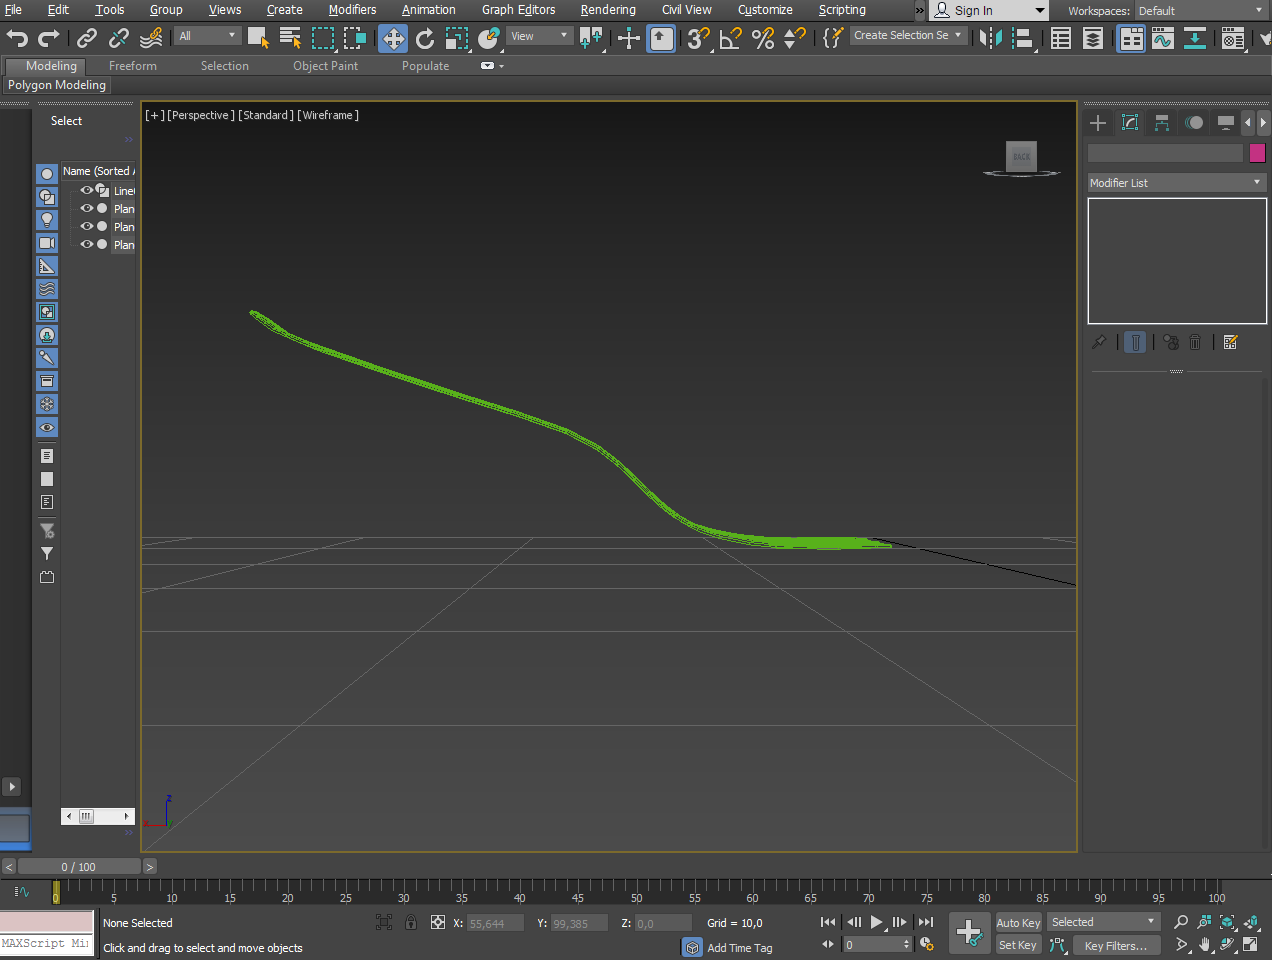 File Edit Tools Group Views Create Modifiers Animation Graph Editors Rendering Civil View Customize Scripting » Sign In Workspaces: Default
All View 3 Create Selection Se
Modeling Freeform Selection Object Paint Populate
Polygon Modeling
Select
[+] [Perspective] [Standard] [Wireframe]
BACK
Name (Sorted A
Line
Plan
Plan
Plan
Modifier List
z
x
0 / 100
0 5 10 15 20 25 30 35 40 45 50 55 60 65 70 75 80 85 90 95 100
None Selected X: 55,644 Y: 99,385 Z: 0,0 Grid = 10,0 Auto Key Selected
MAXScript Mi Click and drag to select and move objects Add Time Tag 0 Set Key Key Filters...